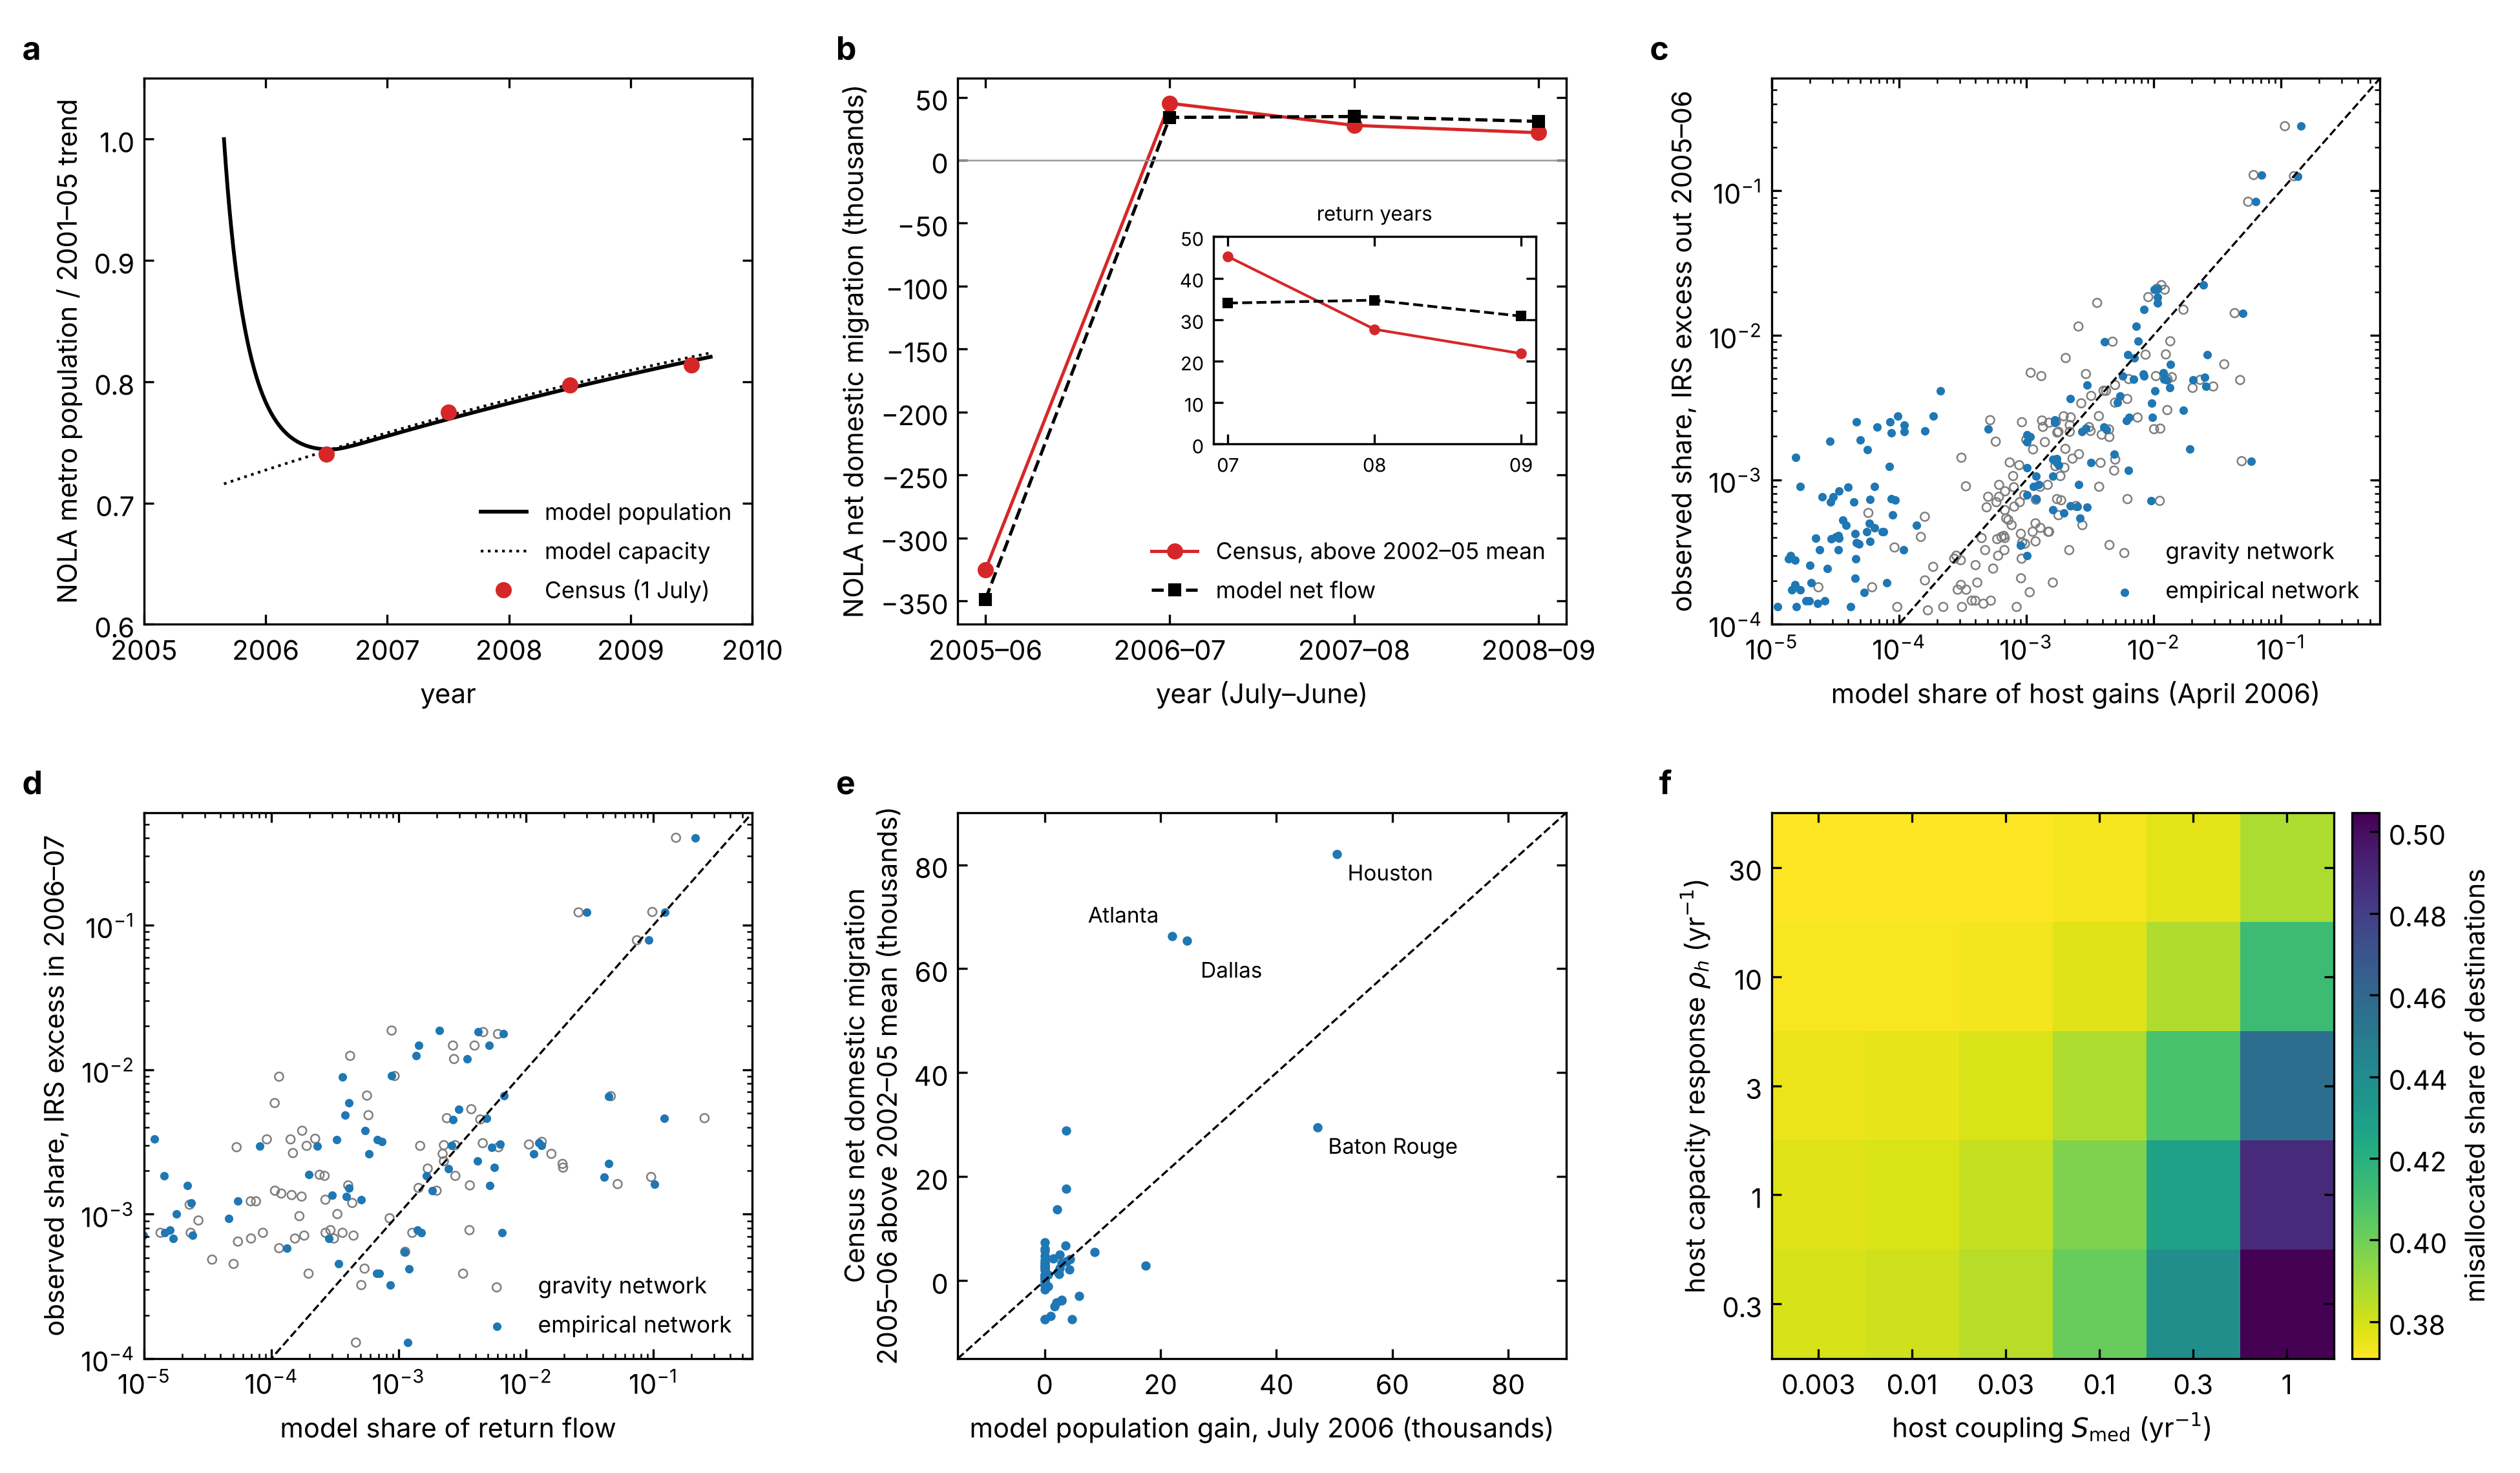 a
NOLA metro population / 2001–05 trend
1.0
0.9
0.8
0.7
0.6
2005
2006
2007
2008
2009
2010
year
model population
model capacity
Census (1 July)
b
NOLA net domestic migration (thousands)
50
0
−50
−100
−150
−200
−250
−300
−350
2005–06
2006–07
2007–08
2008–09
year (July–June)
return years
50
40
30
20
10
0
07
08
09
Census, above 2002–05 mean
model net flow
c
observed share, IRS excess out 2005–06
10⁻¹
10⁻²
10⁻³
10⁻⁴
10⁻⁵
10⁻⁴
10⁻³
10⁻²
10⁻¹
model share of host gains (April 2006)
gravity network
empirical network
d
observed share, IRS excess in 2006–07
10⁻¹
10⁻²
10⁻³
10⁻⁴
10⁻⁵
10⁻⁴
10⁻³
10⁻²
10⁻¹
model share of return flow
gravity network
empirical network
e
Census net domestic migration
2005–06 above 2002–05 mean (thousands)
80
60
40
20
0
0
20
40
60
80
model population gain, July 2006 (thousands)
Houston
Atlanta
Dallas
Baton Rouge
f
host capacity response ρₕ (yr⁻¹)
30
10
3
1
0.3
0.003
0.01
0.03
0.1
0.3
1
host coupling S_med (yr⁻¹)
0.50
0.48
0.46
0.44
0.42
0.40
0.38
misallocated share of destinations